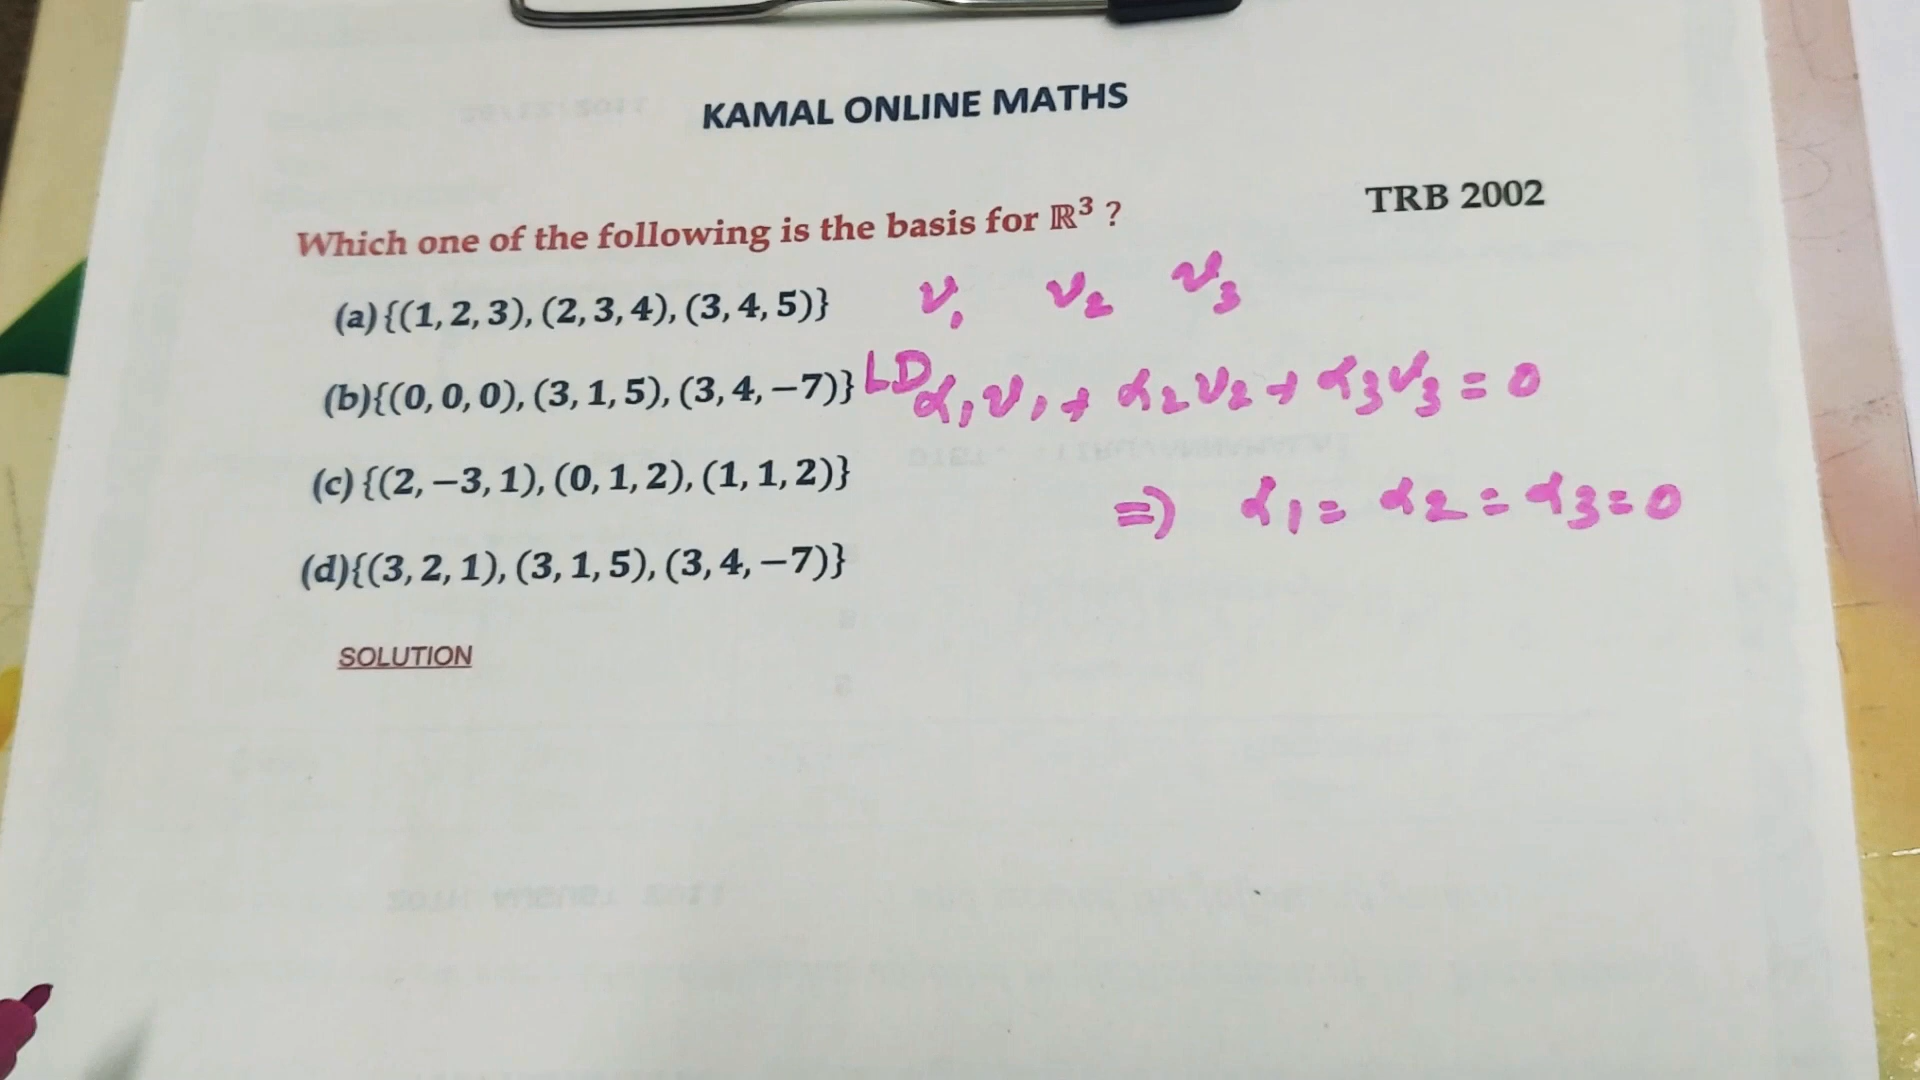 KAMAL ONLINE MATHS
TRB 2002
Which one of the following is the basis for ℝ³ ?
(a) {(1, 2, 3), (2, 3, 4), (3, 4, 5)} v₁ v₂ v₃
(b){(0, 0, 0), (3, 1, 5), (3, 4, −7)} LD α₁v₁ + α₂v₂ + α₃v₃ = 0
(c) {(2, −3, 1), (0, 1, 2), (1, 1, 2)} ⇒ α₁ = α₂ = α₃ = 0
(d){(3, 2, 1), (3, 1, 5), (3, 4, −7)}
SOLUTION